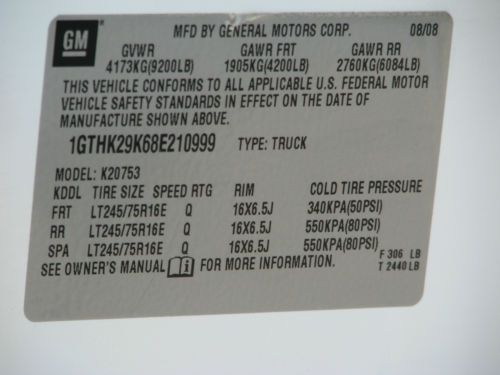 GM MFD BY GENERAL MOTORS CORP. 08/08
GVWR GAWR FRT GAWR RR
4173KG(9200LB) 1905KG(4200LB) 2760KG(6084LB)
THIS VEHICLE CONFORMS TO ALL APPLICABLE U.S. FEDERAL MOTOR
VEHICLE SAFETY STANDARDS IN EFFECT ON THE DATE OF
MANUFACTURE SHOWN ABOVE.
1GTHK29K68E210999 TYPE: TRUCK
MODEL: K20753
KDDL TIRE SIZE SPEED RTG RIM COLD TIRE PRESSURE
FRT LT245/75R16E Q 16X6.5J 340KPA(50PSI)
RR LT245/75R16E Q 16X6.5J 550KPA(80PSI)
SPA LT245/75R16E Q 16X6.5J 550KPA(80PSI)
SEE OWNER'S MANUAL i FOR MORE INFORMATION.
F 306 LB
T 2440 LB